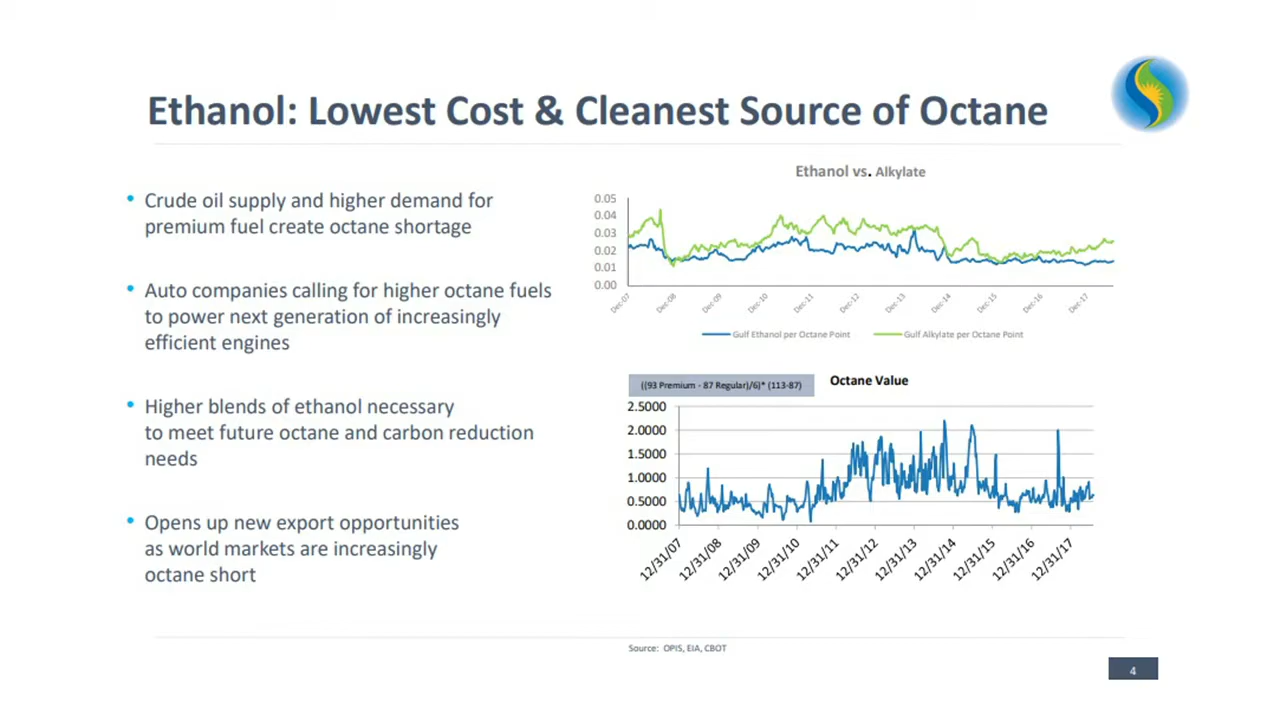 Ethanol: Lowest Cost & Cleanest Source of Octane
• Crude oil supply and higher demand for
premium fuel create octane shortage
• Auto companies calling for higher octane fuels
to power next generation of increasingly
efficient engines
• Higher blends of ethanol necessary
to meet future octane and carbon reduction
needs
• Opens up new export opportunities
as world markets are increasingly
octane short
Ethanol vs. Alkylate
0.05
0.04
0.03
0.02
0.01
0.00
Dec-07
Dec-08
Dec-09
Dec-10
Dec-11
Dec-12
Dec-13
Dec-14
Dec-15
Dec-16
Dec-17
Gulf Ethanol per Octane Point
Gulf Alkylate per Octane Point
((93 Premium - 87 Regular)/6)* (113-87)
Octane Value
2.5000
2.0000
1.5000
1.0000
0.5000
0.0000
12/31/07
12/31/08
12/31/09
12/31/10
12/31/11
12/31/12
12/31/13
12/31/14
12/31/15
12/31/16
12/31/17
Source: OPIS, EIA, CBOT
4